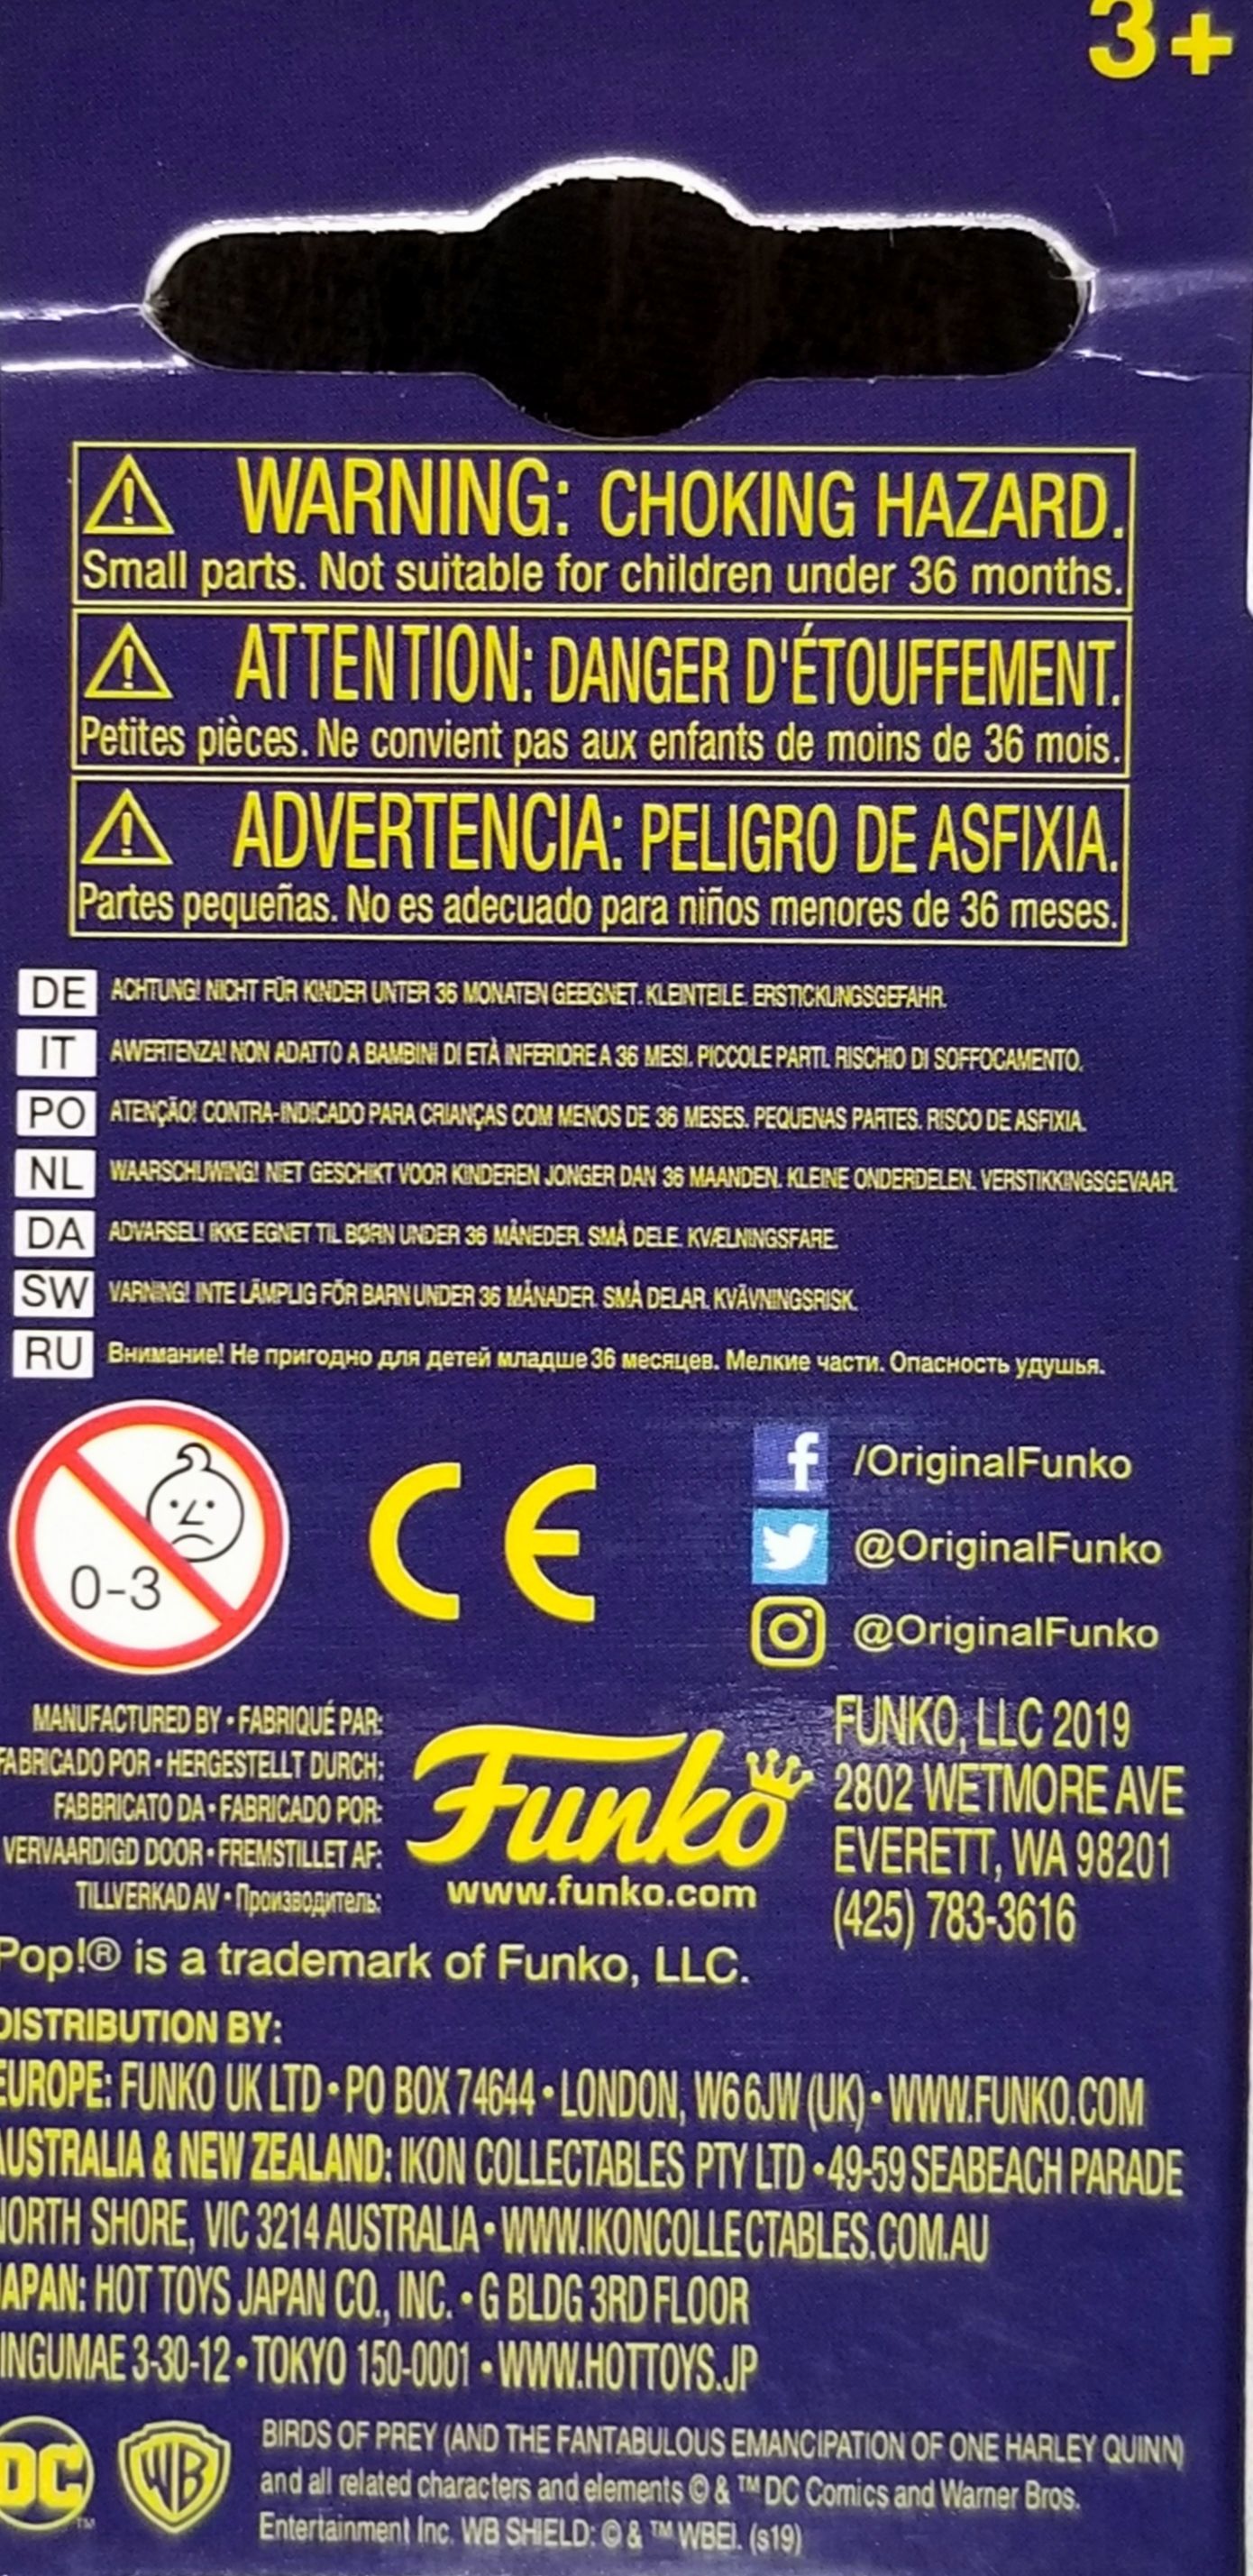 3+
WARNING: CHOKING HAZARD.
Small parts. Not suitable for children under 36 months.
ATTENTION: DANGER D'ÉTOUFFEMENT.
Petites pièces. Ne convient pas aux enfants de moins de 36 mois.
ADVERTENCIA: PELIGRO DE ASFIXIA.
Partes pequeñas. No es adecuado para niños menores de 36 meses.
DE ACHTUNG! NICHT FÜR KINDER UNTER 36 MONATEN GEEIGNET. KLEINTEILE. ERSTICKUNGSGEFAHR.
IT AWERTENZA! NON ADATTO A BAMBINI DI ETÀ INFERIORE A 36 MESI. PICCOLE PARTI. RISCHIO DI SOFFOCAMENTO.
PO ATENÇÃO! CONTRA-INDICADO PARA CRIANÇAS COM MENOS DE 36 MESES. PEQUENAS PARTES. RISCO DE ASFIXIA.
NL WAARSCHUWING! NIET GESCHIKT VOOR KINDEREN JONGER DAN 36 MAANDEN. KLEINE ONDERDELEN. VERSTIKKINGSGEVAAR.
DA ADVARSEL! IKKE EGNET TIL BØRN UNDER 36 MÅNEDER. SMÅ DELE. KVÆLNINGSFARE.
SW VARNING! INTE LÄMPLIG FÖR BARN UNDER 36 MÅNADER. SMÅ DELAR. KVÄVNINGSRISK.
RU Внимание! Не пригодно для детей младше 36 месяцев. Мелкие части. Опасность удушья.
0-3
CE
/OriginalFunko
@OriginalFunko
@OriginalFunko
MANUFACTURED BY • FABRIQUÉ PAR:
FABRICADO POR • HERGESTELLT DURCH:
FABBRICATO DA • FABRICADO POR:
VERVAARDIGD DOOR • FREMSTILLET AF:
TILLVERKAD AV • Производитель:
Funko
www.funko.com
FUNKO, LLC 2019
2802 WETMORE AVE
EVERETT, WA 98201
(425) 783-3616
Pop!® is a trademark of Funko, LLC.
DISTRIBUTION BY:
EUROPE: FUNKO UK LTD • PO BOX 74644 • LONDON, W6 6JW (UK) • WWW.FUNKO.COM
AUSTRALIA & NEW ZEALAND: IKON COLLECTABLES PTY LTD • 49-59 SEABEACH PARADE
NORTH SHORE, VIC 3214 AUSTRALIA • WWW.IKONCOLLECTABLES.COM.AU
JAPAN: HOT TOYS JAPAN CO., INC. • G BLDG 3RD FLOOR
INGUMAE 3-30-12 • TOKYO 150-0001 • WWW.HOTTOYS.JP
DC™ WB
BIRDS OF PREY (AND THE FANTABULOUS EMANCIPATION OF ONE HARLEY QUINN)
and all related characters and elements © & ™ DC Comics and Warner Bros.
Entertainment Inc. WB SHIELD: © & ™ WBEI. (s19)